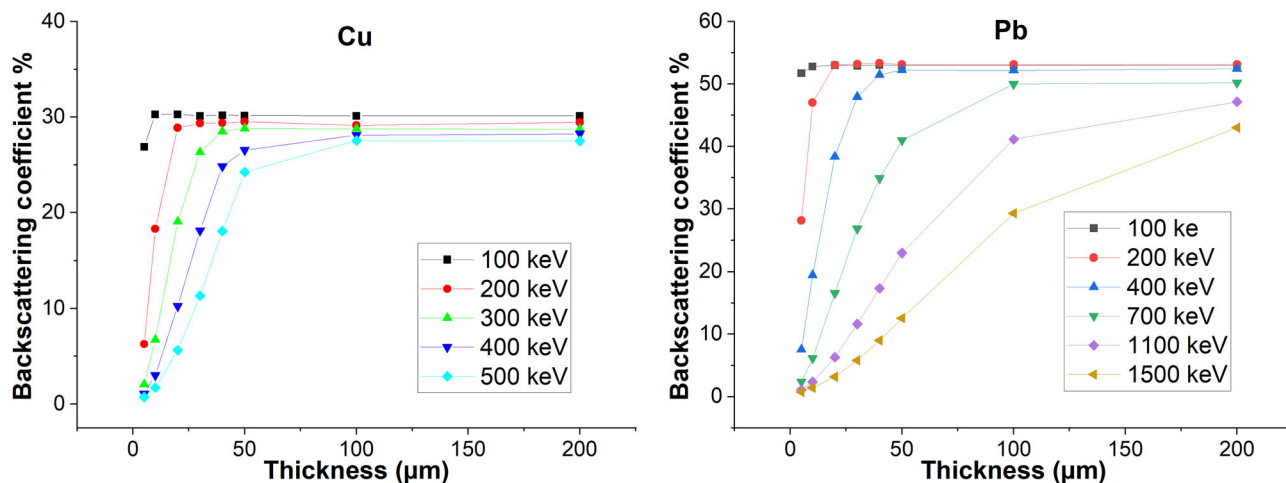 Cu
Backscattering coefficient %
40
30
20
10
0
100 keV
200 keV
300 keV
400 keV
500 keV
0
50
100
150
200
Thickness (μm)
Pb
Backscattering coefficient %
60
50
40
30
20
10
0
100 ke
200 keV
400 keV
700 keV
1100 keV
1500 keV
0
50
100
150
200
Thickness (μm)